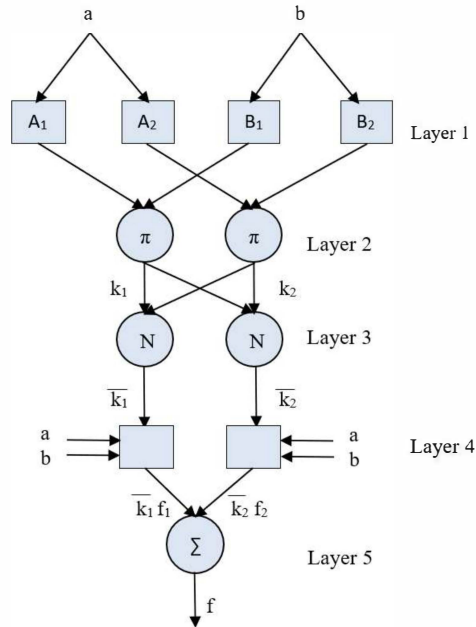 a b
A₁ A₂ B₁ B₂ Layer 1
π π Layer 2
k₁ k₂
N N Layer 3
k̅₁ k̅₂
a a
b b Layer 4
k̅₁ f₁ k̅₂ f₂
Σ Layer 5
f